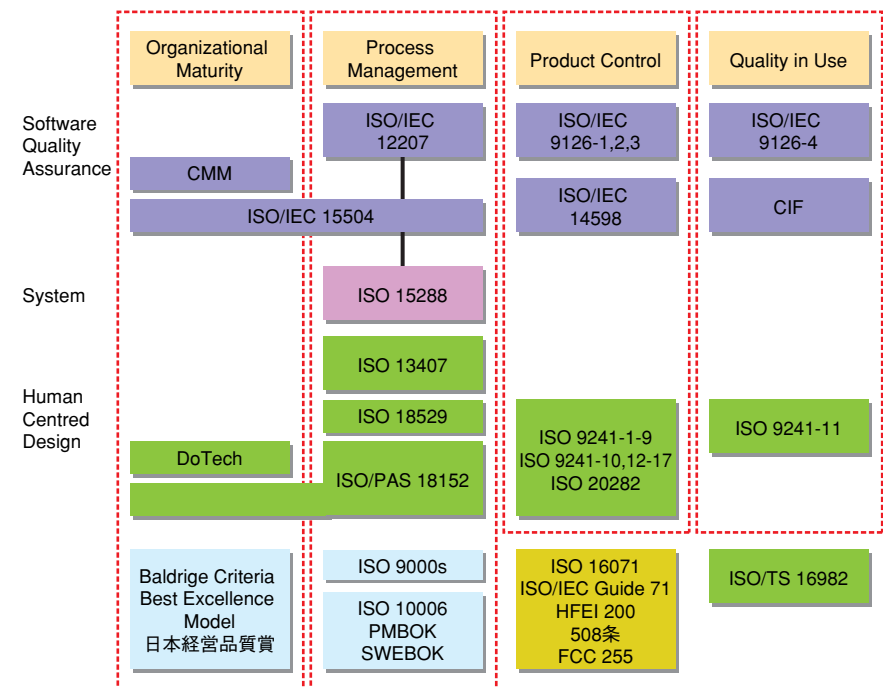 Organizational
Maturity
Process
Management
Product Control
Quality in Use
Software
Quality
Assurance
ISO/IEC
12207
ISO/IEC
9126-1,2,3
ISO/IEC
9126-4
CMM
ISO/IEC 15504
ISO/IEC
14598
CIF
System
ISO 15288
Human
Centred
Design
ISO 13407
ISO 18529
DoTech
ISO/PAS 18152
ISO 9241-1-9
ISO 9241-10,12-17
ISO 20282
ISO 9241-11
Baldrige Criteria
Best Excellence
Model
日本経営品質賞
ISO 9000s
ISO 10006
PMBOK
SWEBOK
ISO 16071
ISO/IEC Guide 71
HFEI 200
508条
FCC 255
ISO/TS 16982